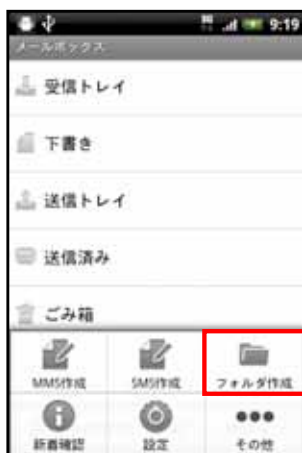 9:19
メールボックス
受信トレイ
下書き
送信トレイ
送信済み
ごみ箱
MMS作成 SMS作成 フォルダ作成
新着確認 設定 その他